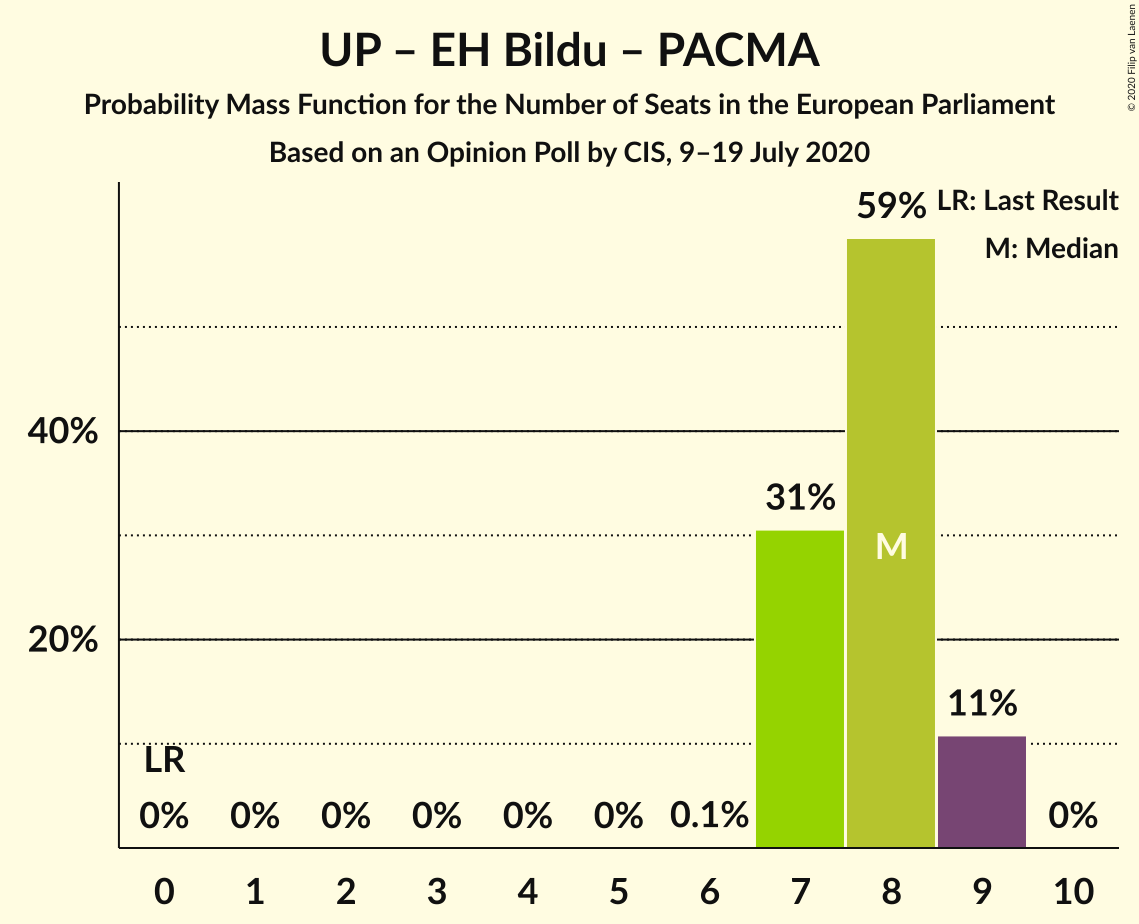 UP – EH Bildu – PACMA
Probability Mass Function for the Number of Seats in the European Parliament
Based on an Opinion Poll by CIS, 9–19 July 2020
© 2020 Filip van Laenen
LR: Last Result
M: Median
59%
40%
31%
M
20%
11%
LR
0% 0% 0% 0% 0% 0% 0.1% 0%
0 1 2 3 4 5 6 7 8 9 10